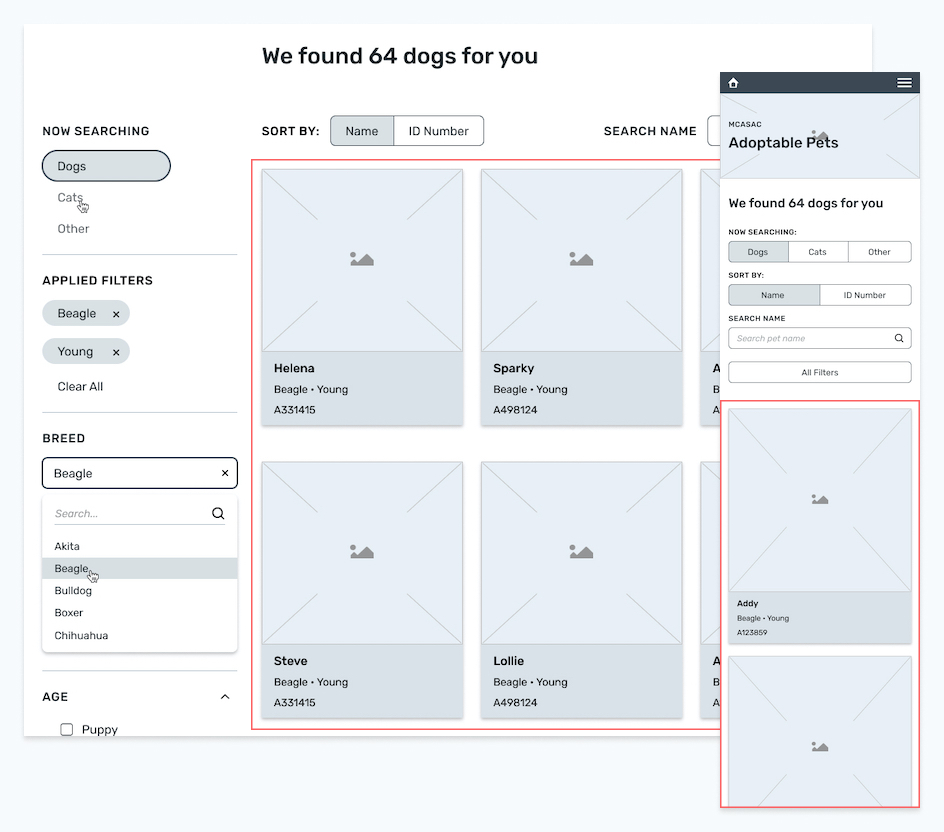 We found 64 dogs for you
NOW SEARCHING
Dogs
Cats
Other
APPLIED FILTERS
Beagle ×
Young ×
Clear All
BREED
Beagle ×
Search...
Akita
Beagle
Bulldog
Boxer
Chihuahua
AGE
Puppy
SORT BY: Name ID Number
SEARCH NAME
Helena
Beagle • Young
A331415
Sparky
Beagle • Young
A498124
A
B
A
Steve
Beagle • Young
A331415
Lollie
Beagle • Young
A498124
A
B
A
MCASAC
Adoptable Pets
We found 64 dogs for you
NOW SEARCHING:
Dogs Cats Other
SORT BY:
Name ID Number
SEARCH NAME
Search pet name
All Filters
Addy
Beagle • Young
A123859